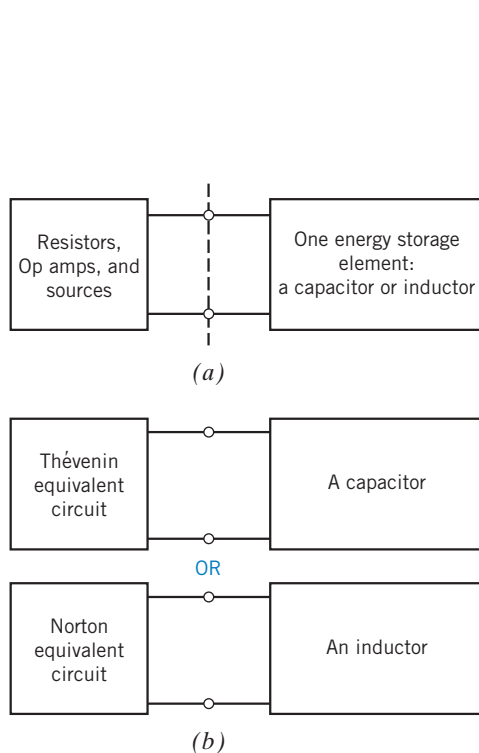 Resistors,
Op amps, and
sources
One energy storage
element:
a capacitor or inductor
(a)
Thévenin
equivalent
circuit
A capacitor
OR
Norton
equivalent
circuit
An inductor
(b)